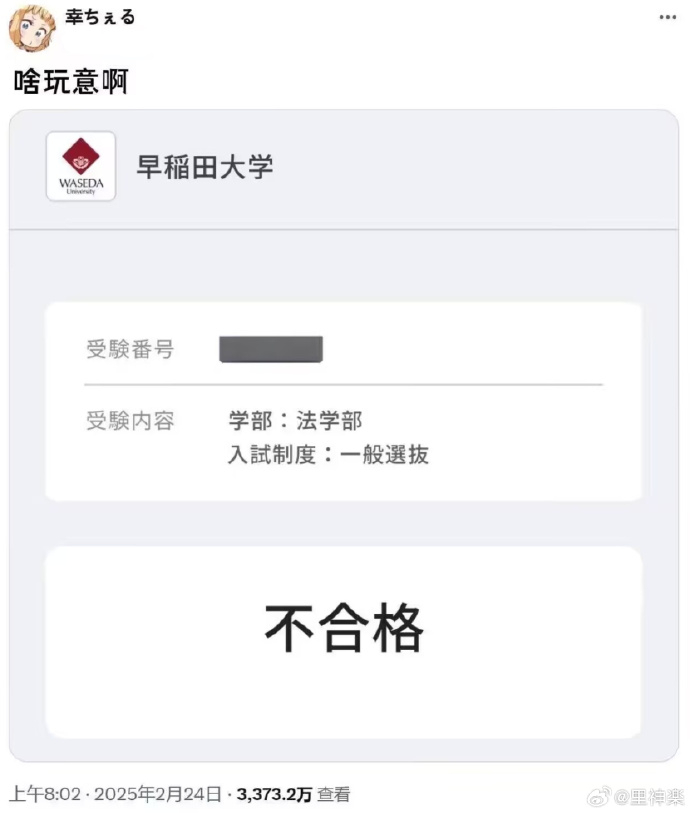 幸ちぇる
啥玩意啊
WASEDA
University
早稲田大学
受験番号
受験内容 学部：法学部
入試制度：一般選抜
不合格
上午8:02 · 2025年2月24日 · 3,373.2万 查看
@里神楽